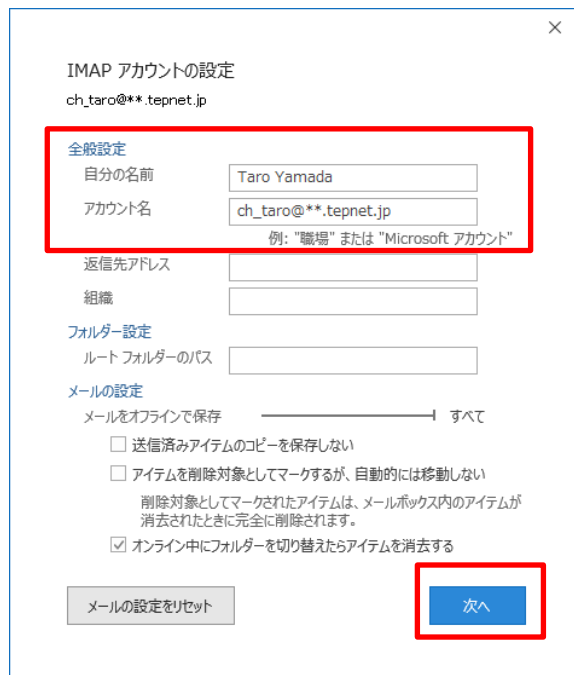 IMAP アカウントの設定
ch_taro@**.tepnet.jp
全般設定
自分の名前 Taro Yamada
アカウント名 ch_taro@**.tepnet.jp
例: "職場" または "Microsoft アカウント"
返信先アドレス
組織
フォルダー設定
ルート フォルダーのパス
メールの設定
メールをオフラインで保存 すべて
送信済みアイテムのコピーを保存しない
アイテムを削除対象としてマークするが、自動的には移動しない
削除対象としてマークされたアイテムは、メールボックス内のアイテムが
消去されたときに完全に削除されます。
オンライン中にフォルダーを切り替えたらアイテムを消去する
メールの設定をリセット 次へ